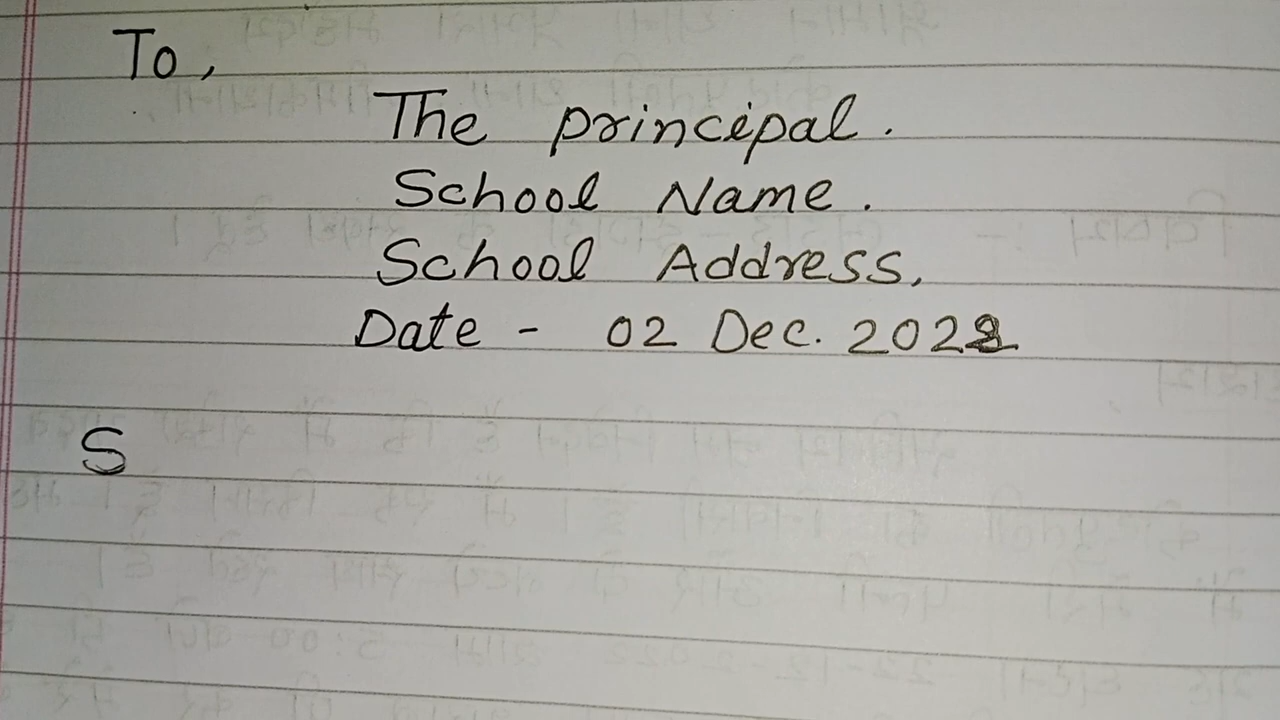 To,
The principal.
School Name.
School Address,
Date - 02 Dec. 2022
S